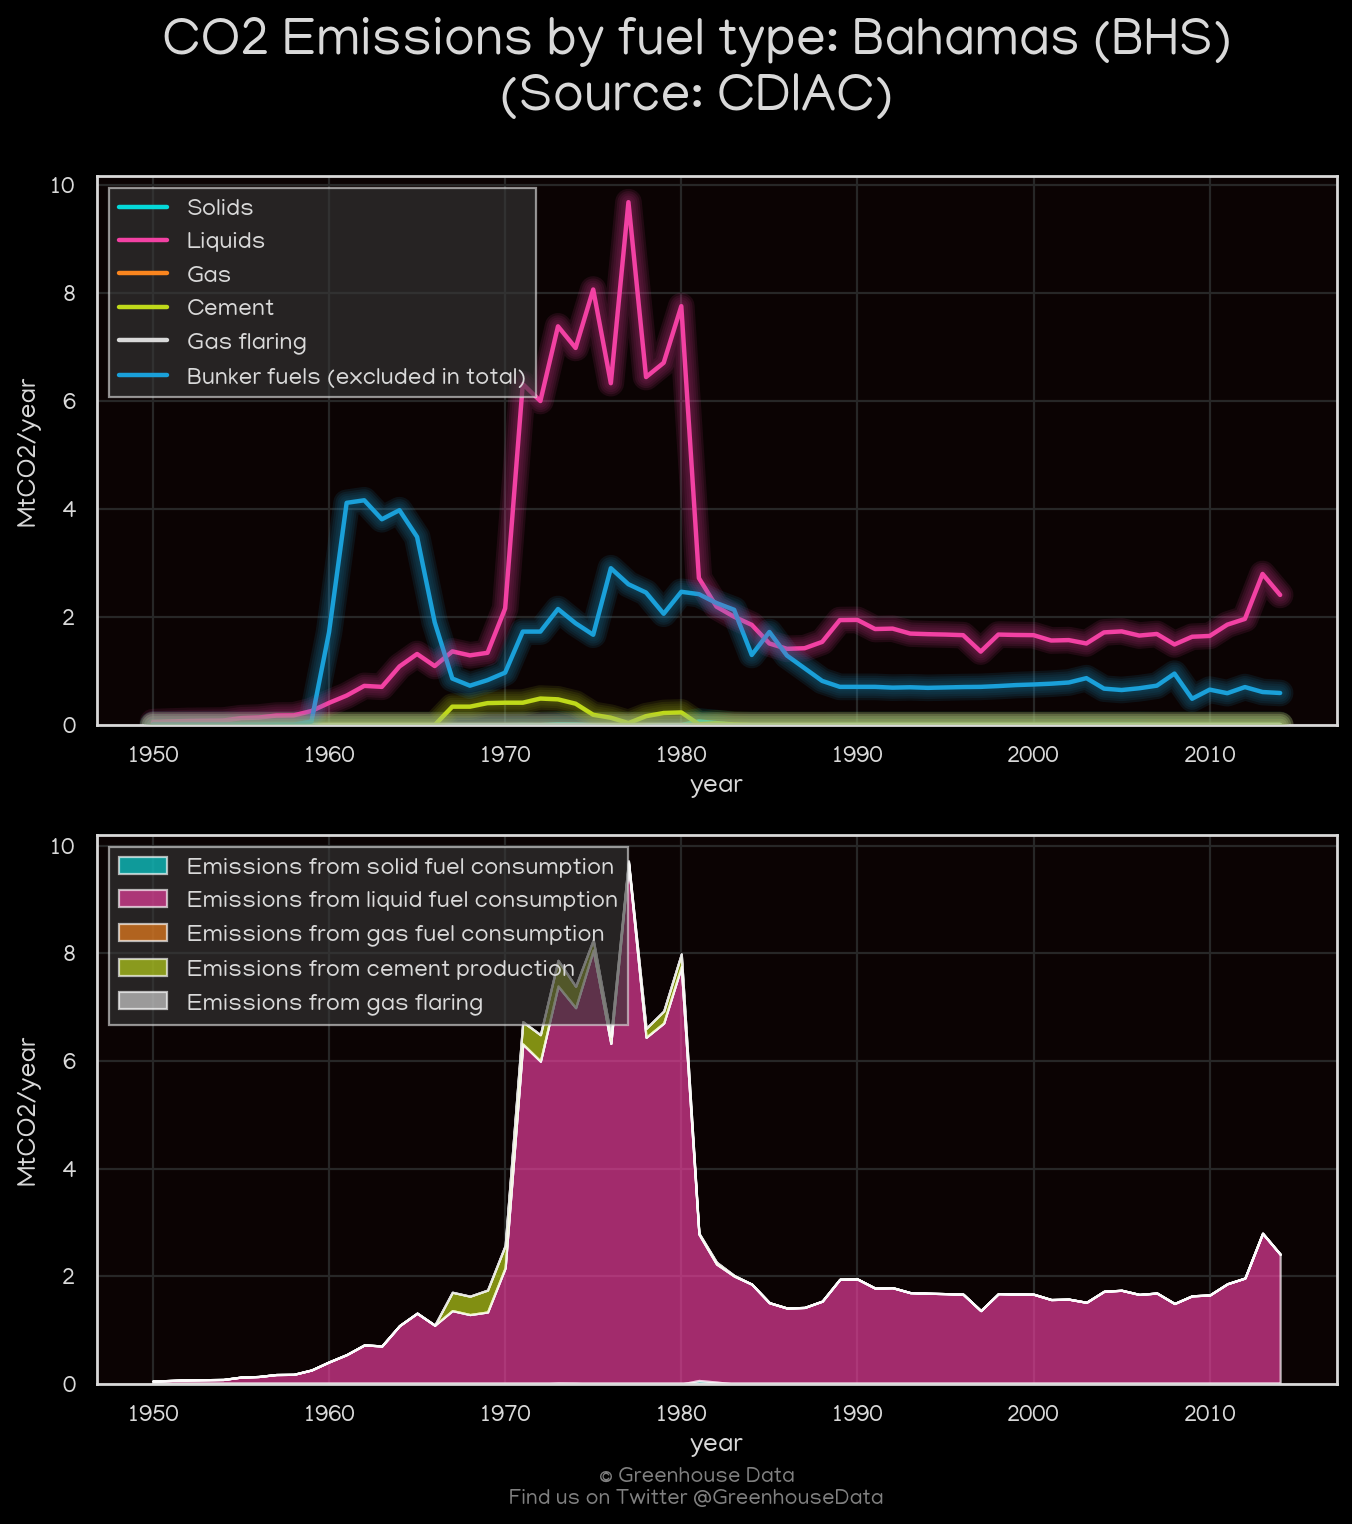 CO2 Emissions by fuel type: Bahamas (BHS)
(Source: CDIAC)
10
8
6
4
2
0
MtCO2/year
Solids
Liquids
Gas
Cement
Gas flaring
Bunker fuels (excluded in total)
1950 1960 1970 1980 1990 2000 2010
year
10
8
6
4
2
0
MtCO2/year
Emissions from solid fuel consumption
Emissions from liquid fuel consumption
Emissions from gas fuel consumption
Emissions from cement production
Emissions from gas flaring
1950 1960 1970 1980 1990 2000 2010
year
© Greenhouse Data
Find us on Twitter @GreenhouseData